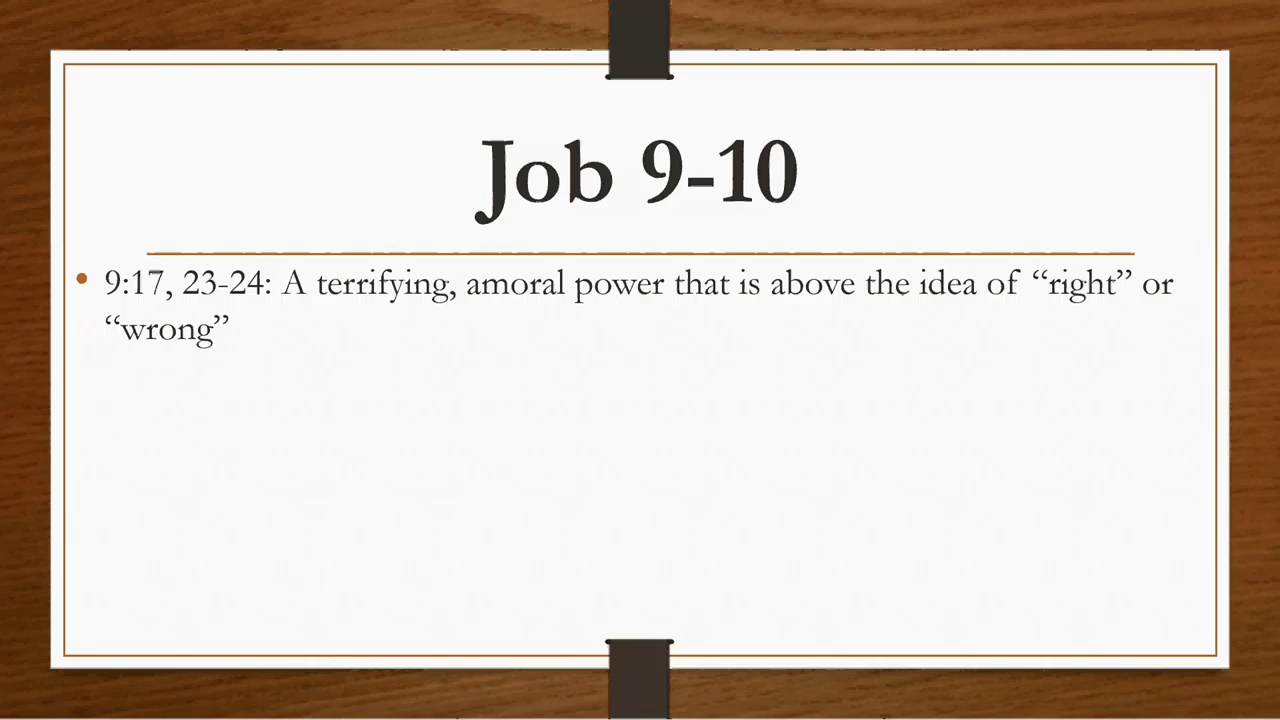 Job 9-10
• 9:17, 23-24: A terrifying, amoral power that is above the idea of “right” or
“wrong”